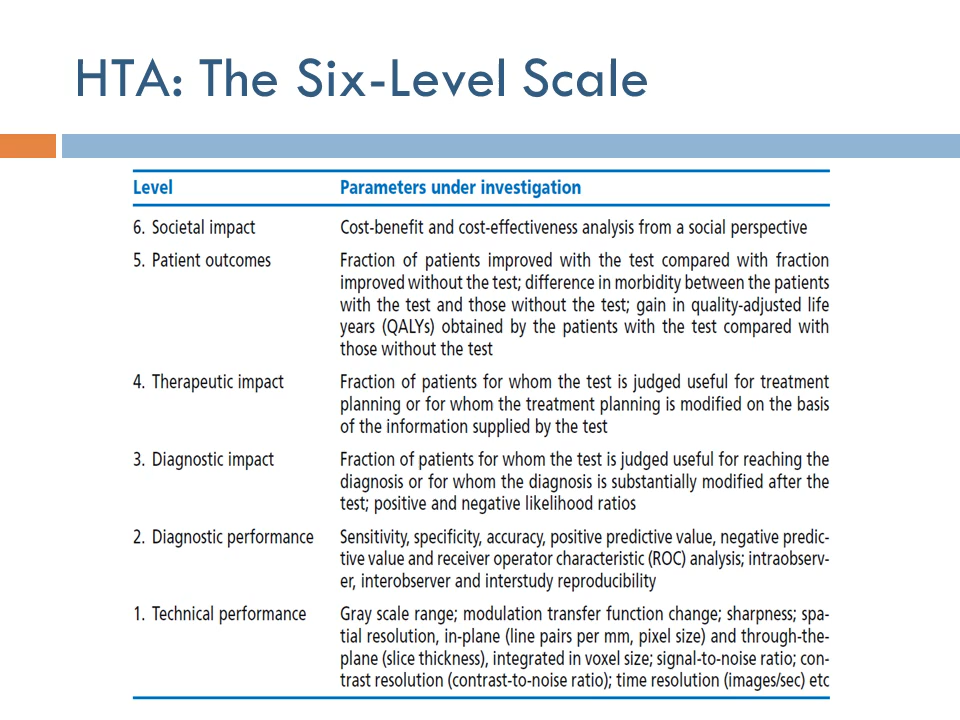 HTA: The Six-Level Scale
Level Parameters under investigation
6. Societal impact Cost-benefit and cost-effectiveness analysis from a social perspective
5. Patient outcomes Fraction of patients improved with the test compared with fraction
improved without the test; difference in morbidity between the patients
with the test and those without the test; gain in quality-adjusted life
years (QALYs) obtained by the patients with the test compared with
those without the test
4. Therapeutic impact Fraction of patients for whom the test is judged useful for treatment
planning or for whom the treatment planning is modified on the basis
of the information supplied by the test
3. Diagnostic impact Fraction of patients for whom the test is judged useful for reaching the
diagnosis or for whom the diagnosis is substantially modified after the
test; positive and negative likelihood ratios
2. Diagnostic performance Sensitivity, specificity, accuracy, positive predictive value, negative predic-
tive value and receiver operator characteristic (ROC) analysis; intraobserv-
er, interobserver and interstudy reproducibility
1. Technical performance Gray scale range; modulation transfer function change; sharpness; spa-
tial resolution, in-plane (line pairs per mm, pixel size) and through-the-
plane (slice thickness), integrated in voxel size; signal-to-noise ratio; con-
trast resolution (contrast-to-noise ratio); time resolution (images/sec) etc